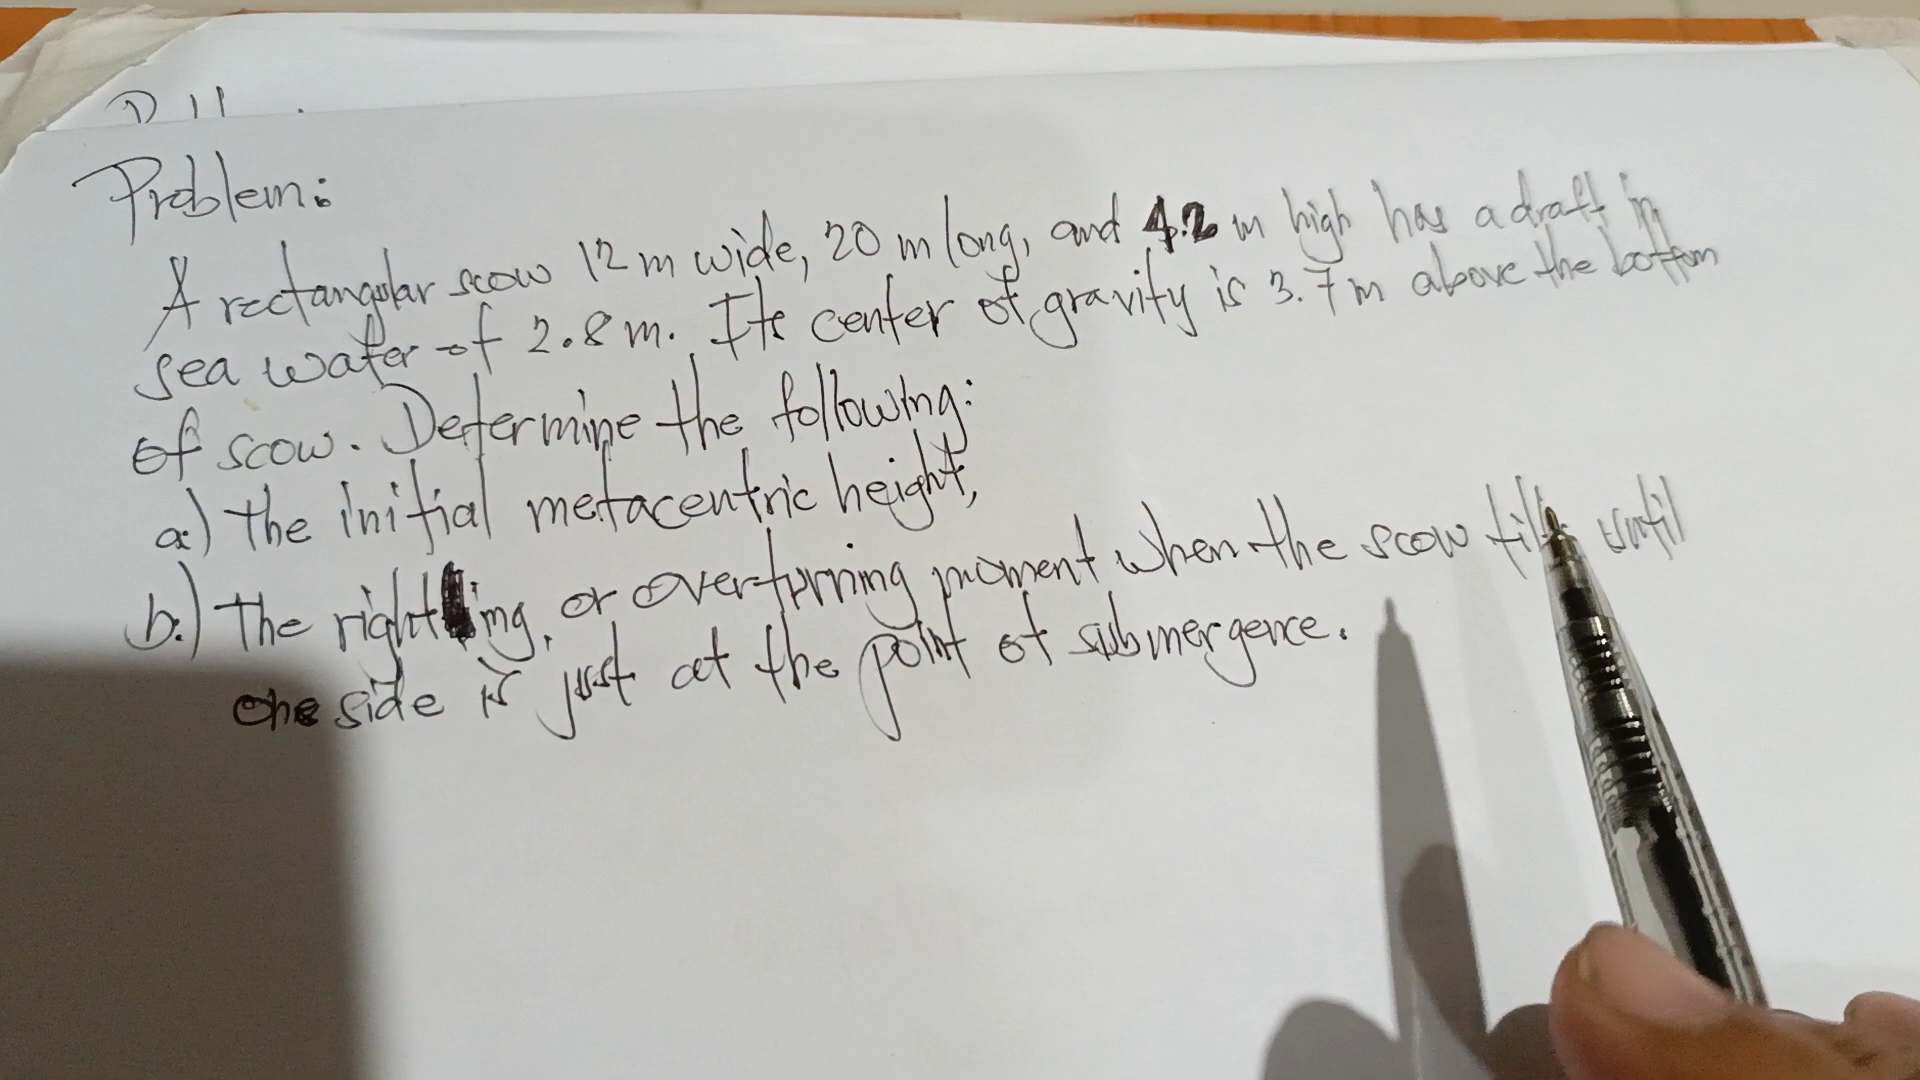 Problem:
A rectangular scow 12 m wide, 20 m long, and 4.2 m high has a draft in
sea water of 2.8 m. Its center of gravity is 3.7 m above the bottom
of scow. Determine the following:
a.) the initial metacentric height,
b.) the righting, or overturning moment when the scow tilts until
one side is just at the point of submergence.